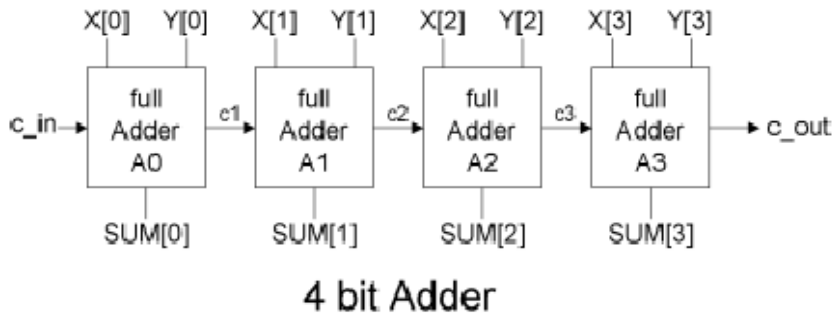 X[0] Y[0] X[1] Y[1] X[2] Y[2] X[3] Y[3]
full full full full
c_in Adder c1 Adder c2 Adder c3 Adder c_out
A0 A1 A2 A3
SUM[0] SUM[1] SUM[2] SUM[3]
4 bit Adder